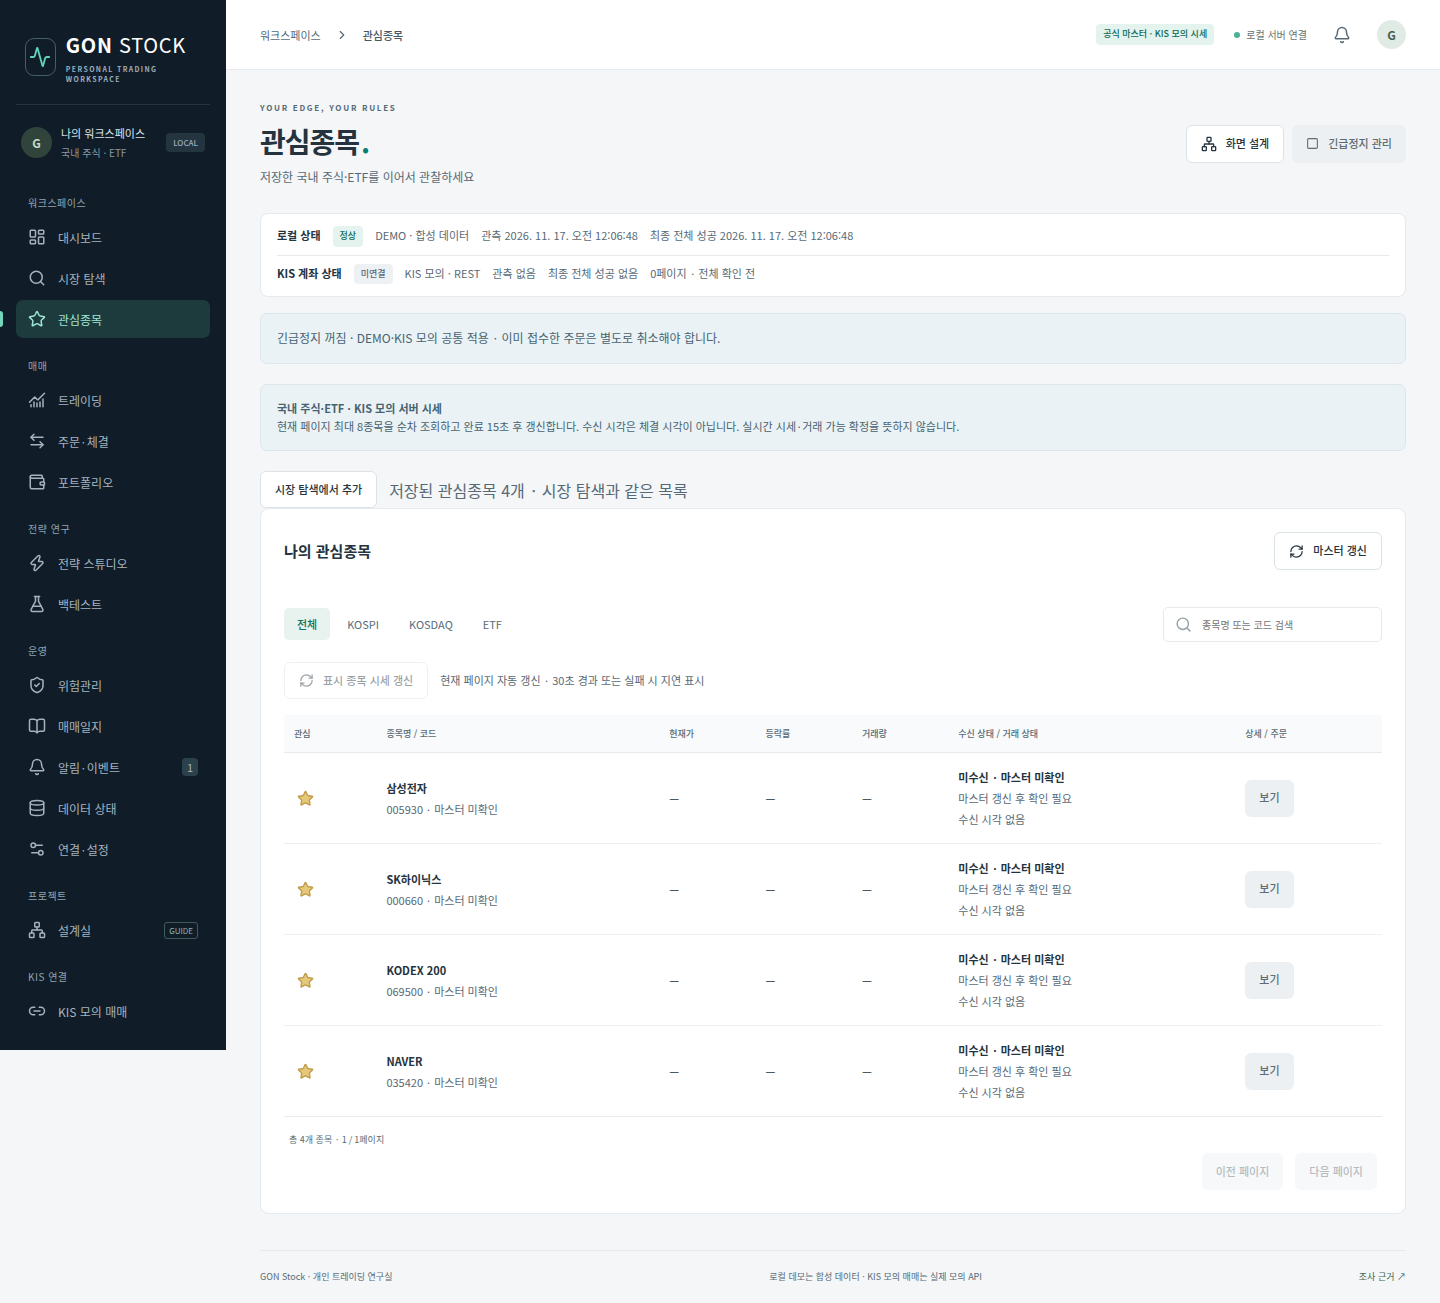 GON STOCK
PERSONAL TRADING
WORKSPACE
G
나의 워크스페이스
국내 주식 · ETF
LOCAL
워크스페이스
대시보드
시장 탐색
관심종목
매매
트레이딩
주문·체결
포트폴리오
전략 연구
전략 스튜디오
백테스트
운영
위험관리
매매일지
알림·이벤트
1
데이터 상태
연결·설정
프로젝트
설계실
GUIDE
KIS 연결
KIS 모의 매매
워크스페이스
관심종목
공식 마스터 · KIS 모의 시세
로컬 서버 연결
G
YOUR EDGE, YOUR RULES
관심종목.
저장한 국내 주식·ETF를 이어서 관찰하세요
화면 설계
긴급정지 관리
로컬 상태 정상 DEMO · 합성 데이터 관측 2026. 11. 17. 오전 12:06:48 최종 전체 성공 2026. 11. 17. 오전 12:06:48
KIS 계좌 상태 미연결 KIS 모의 · REST 관측 없음 최종 전체 성공 없음 0페이지 · 전체 확인 전
긴급정지 꺼짐 · DEMO·KIS 모의 공통 적용 · 이미 접수한 주문은 별도로 취소해야 합니다.
국내 주식·ETF · KIS 모의 서버 시세
현재 페이지 최대 8종목을 순차 조회하고 완료 15초 후 갱신합니다. 수신 시각은 체결 시각이 아닙니다. 실시간 시세·거래 가능 확정을 뜻하지 않습니다.
시장 탐색에서 추가
저장된 관심종목 4개 · 시장 탐색과 같은 목록
나의 관심종목
마스터 갱신
전체 KOSPI KOSDAQ ETF
종목명 또는 코드 검색
표시 종목 시세 갱신
현재 페이지 자동 갱신 · 30초 경과 또는 실패 시 지연 표시
관심 종목명 / 코드 현재가 등락률 거래량 수신 상태 / 거래 상태 상세 / 주문
삼성전자
005930 · 마스터 미확인
— — —
미수신 · 마스터 미확인
마스터 갱신 후 확인 필요
수신 시각 없음
보기
SK하이닉스
000660 · 마스터 미확인
— — —
미수신 · 마스터 미확인
마스터 갱신 후 확인 필요
수신 시각 없음
보기
KODEX 200
069500 · 마스터 미확인
— — —
미수신 · 마스터 미확인
마스터 갱신 후 확인 필요
수신 시각 없음
보기
NAVER
035420 · 마스터 미확인
— — —
미수신 · 마스터 미확인
마스터 갱신 후 확인 필요
수신 시각 없음
보기
총 4개 종목 · 1 / 1페이지
이전 페이지
다음 페이지
GON Stock · 개인 트레이딩 연구실
로컬 데모는 합성 데이터 · KIS 모의 매매는 실제 모의 API
조사 근거 ↗